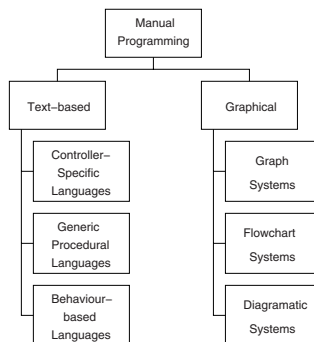 Manual
Programming
Text–based
Graphical
Controller–
Specific
Languages
Generic
Procedural
Languages
Behaviour–
based
Languages
Graph
Systems
Flowchart
Systems
Diagramatic
Systems